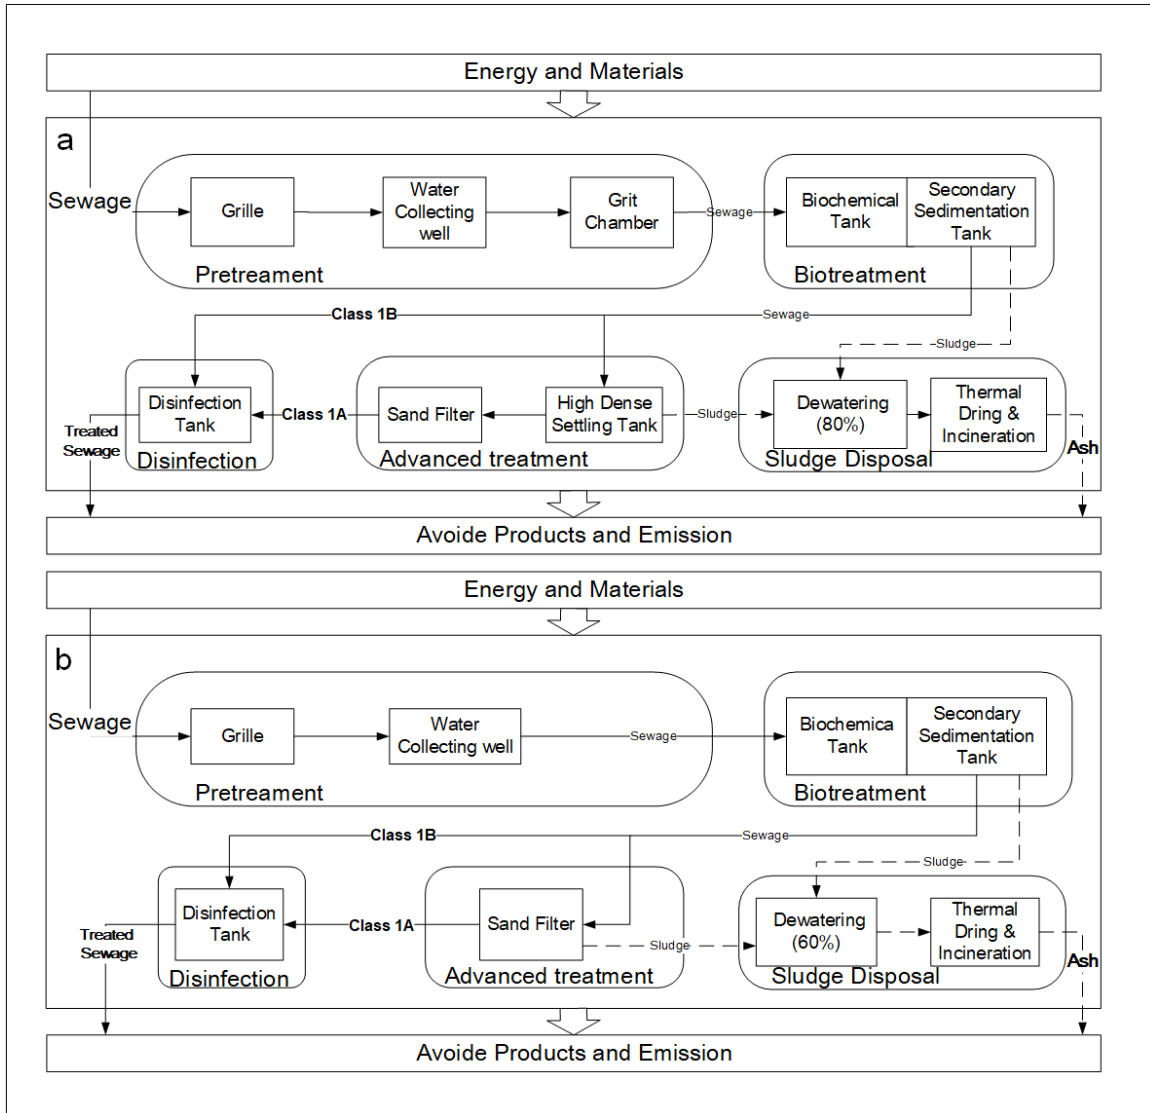 Energy and Materials
a
Sewage
Grille
Water
Collecting
well
Grit
Chamber
Sewage
Biochemical
Tank
Secondary
Sedimentation
Tank
Pretreament
Biotreatment
Class 1B
Sewage
Sludge
Disinfection
Tank
Class 1A
Sand Filter
High Dense
Settling Tank
Sludge
Dewatering
(80%)
Thermal
Dring &
Incineration
Treated
Sewage
Disinfection
Advanced treatment
Sludge Disposal
Ash
Avoide Products and Emission
Energy and Materials
b
Sewage
Grille
Water
Collecting well
Sewage
Biochemica
Tank
Secondary
Sedimentation
Tank
Pretreament
Biotreatment
Class 1B
Sewage
Sludge
Disinfection
Tank
Class 1A
Sand Filter
Sludge
Dewatering
(60%)
Thermal
Dring &
Incineration
Treated
Sewage
Disinfection
Advanced treatment
Sludge Disposal
Ash
Avoide Products and Emission